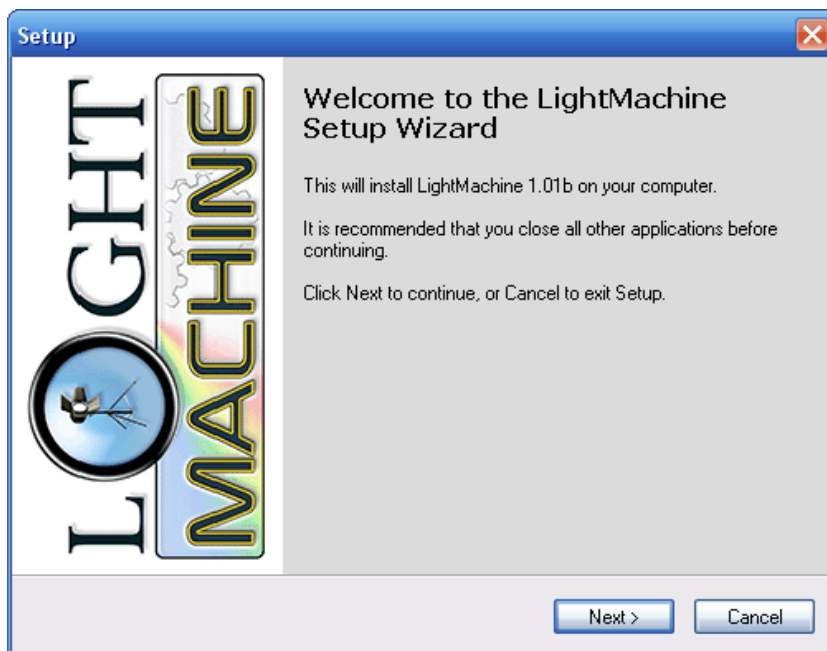 Setup
LIGHT
MACHINE
Welcome to the LightMachine
Setup Wizard
This will install LightMachine 1.01b on your computer.
It is recommended that you close all other applications before
continuing.
Click Next to continue, or Cancel to exit Setup.
Next >
Cancel